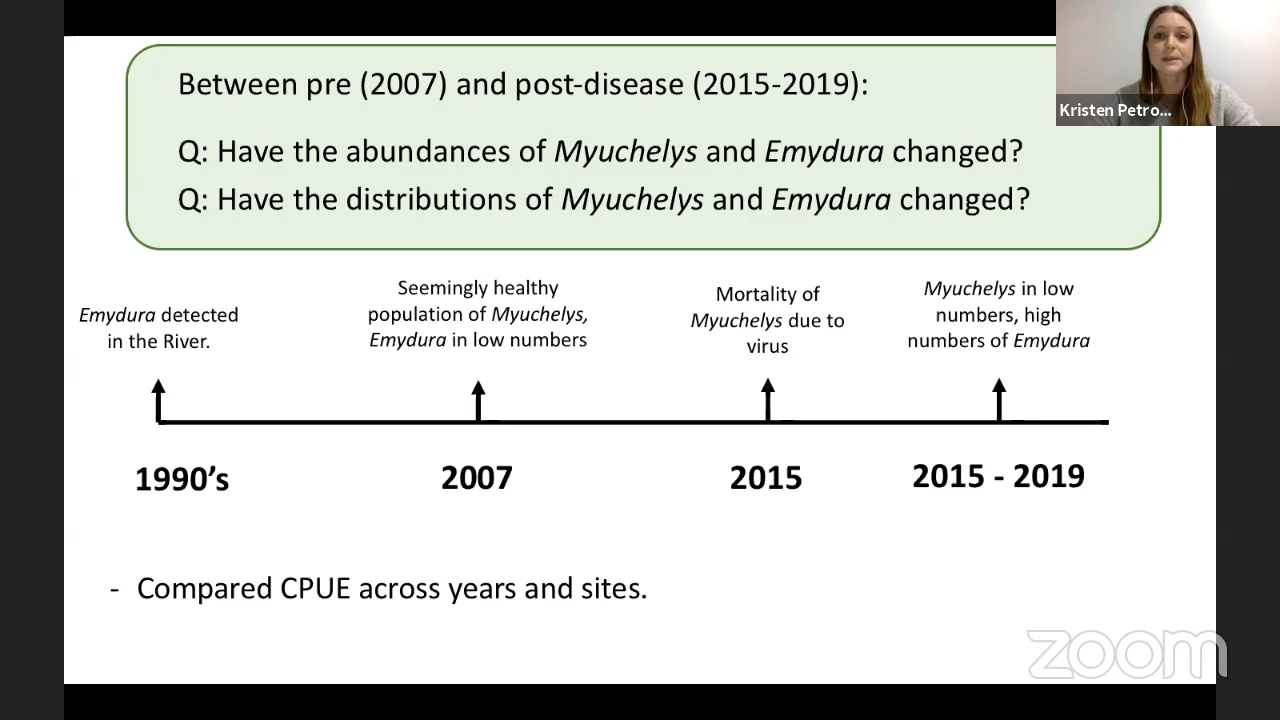 Between pre (2007) and post-disease (2015-2019):
Kristen Petro...
Q: Have the abundances of Myuchelys and Emydura changed?
Q: Have the distributions of Myuchelys and Emydura changed?
Emydura detected
in the River.
Seemingly healthy
population of Myuchelys,
Emydura in low numbers
Mortality of
Myuchelys due to
virus
Myuchelys in low
numbers, high
numbers of Emydura
1990’s
2007
2015
2015 - 2019
- Compared CPUE across years and sites.
zoom